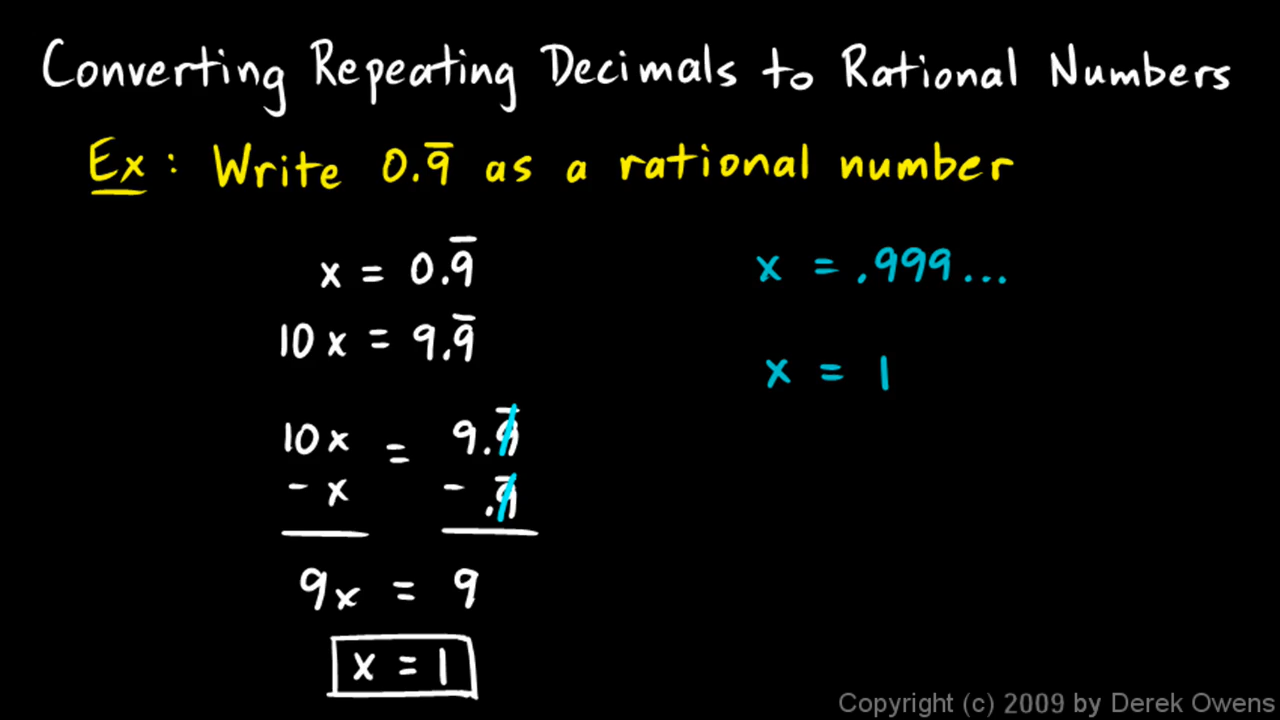 Converting Repeating Decimals to Rational Numbers
Ex: Write 0.9̅ as a rational number
x = 0.9̅
10x = 9.9̅
10x = 9.9̅
- x - .9̅
9x = 9
x = 1
x = .999...
x = 1
Copyright (c) 2009 by Derek Owens